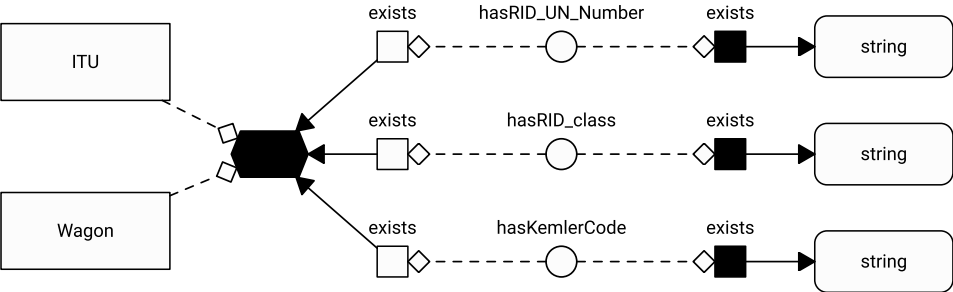 exists hasRID_UN_Number exists
ITU
string
exists hasRID_class exists
string
Wagon
exists hasKemlerCode exists
string